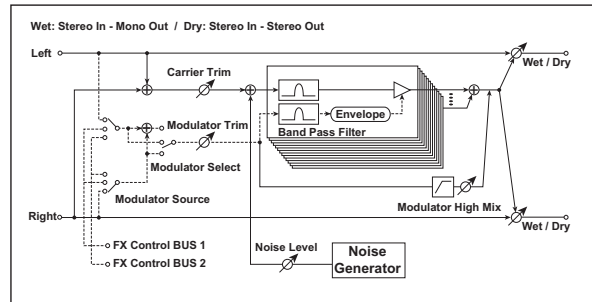 Wet: Stereo In - Mono Out / Dry: Stereo In - Stereo Out
Left
Wet / Dry
Carrier Trim
Envelope
Band Pass Filter
Modulator Trim
Modulator Select
Modulator Source
Modulator High Mix
Right
Wet / Dry
FX Control BUS 1
FX Control BUS 2
Noise Level
Noise
Generator